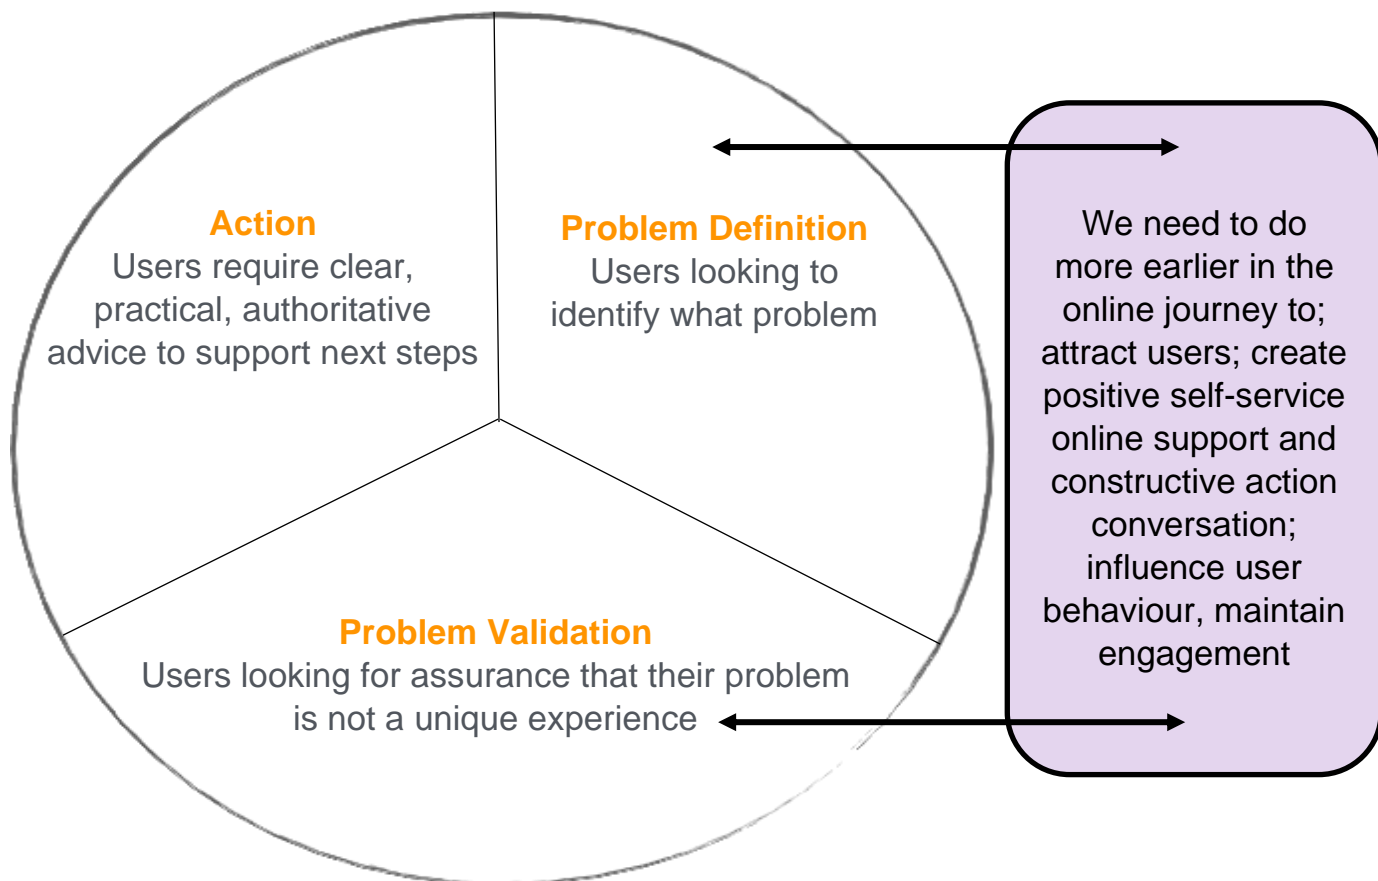 Action
Users require clear,
practical, authoritative
advice to support next steps
Problem Definition
Users looking to
identify what problem
Problem Validation
Users looking for assurance that their problem
is not a unique experience
We need to do
more earlier in the
online journey to;
attract users; create
positive self-service
online support and
constructive action
conversation;
influence user
behaviour, maintain
engagement